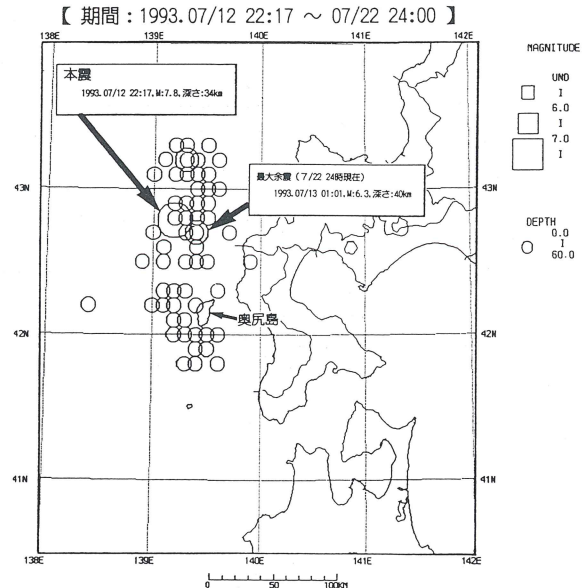 【 期間：1993.07/12 22:17 ～ 07/22 24:00 】
138E 139E 140E 141E 142E
本震
1993.07/12 22:17.M:7.8.深さ:34km
最大余震（7/22 24時現在）
1993.07/13 01:01.M:6.3.深さ:40km
43N 43N
奥尻島
42N 42N
41N 41N
138E 139E 140E 141E 142E
0 50 100KM
MAGNITUDE
UND
I
6.0
I
7.0
I
DEPTH
0.0
I
60.0